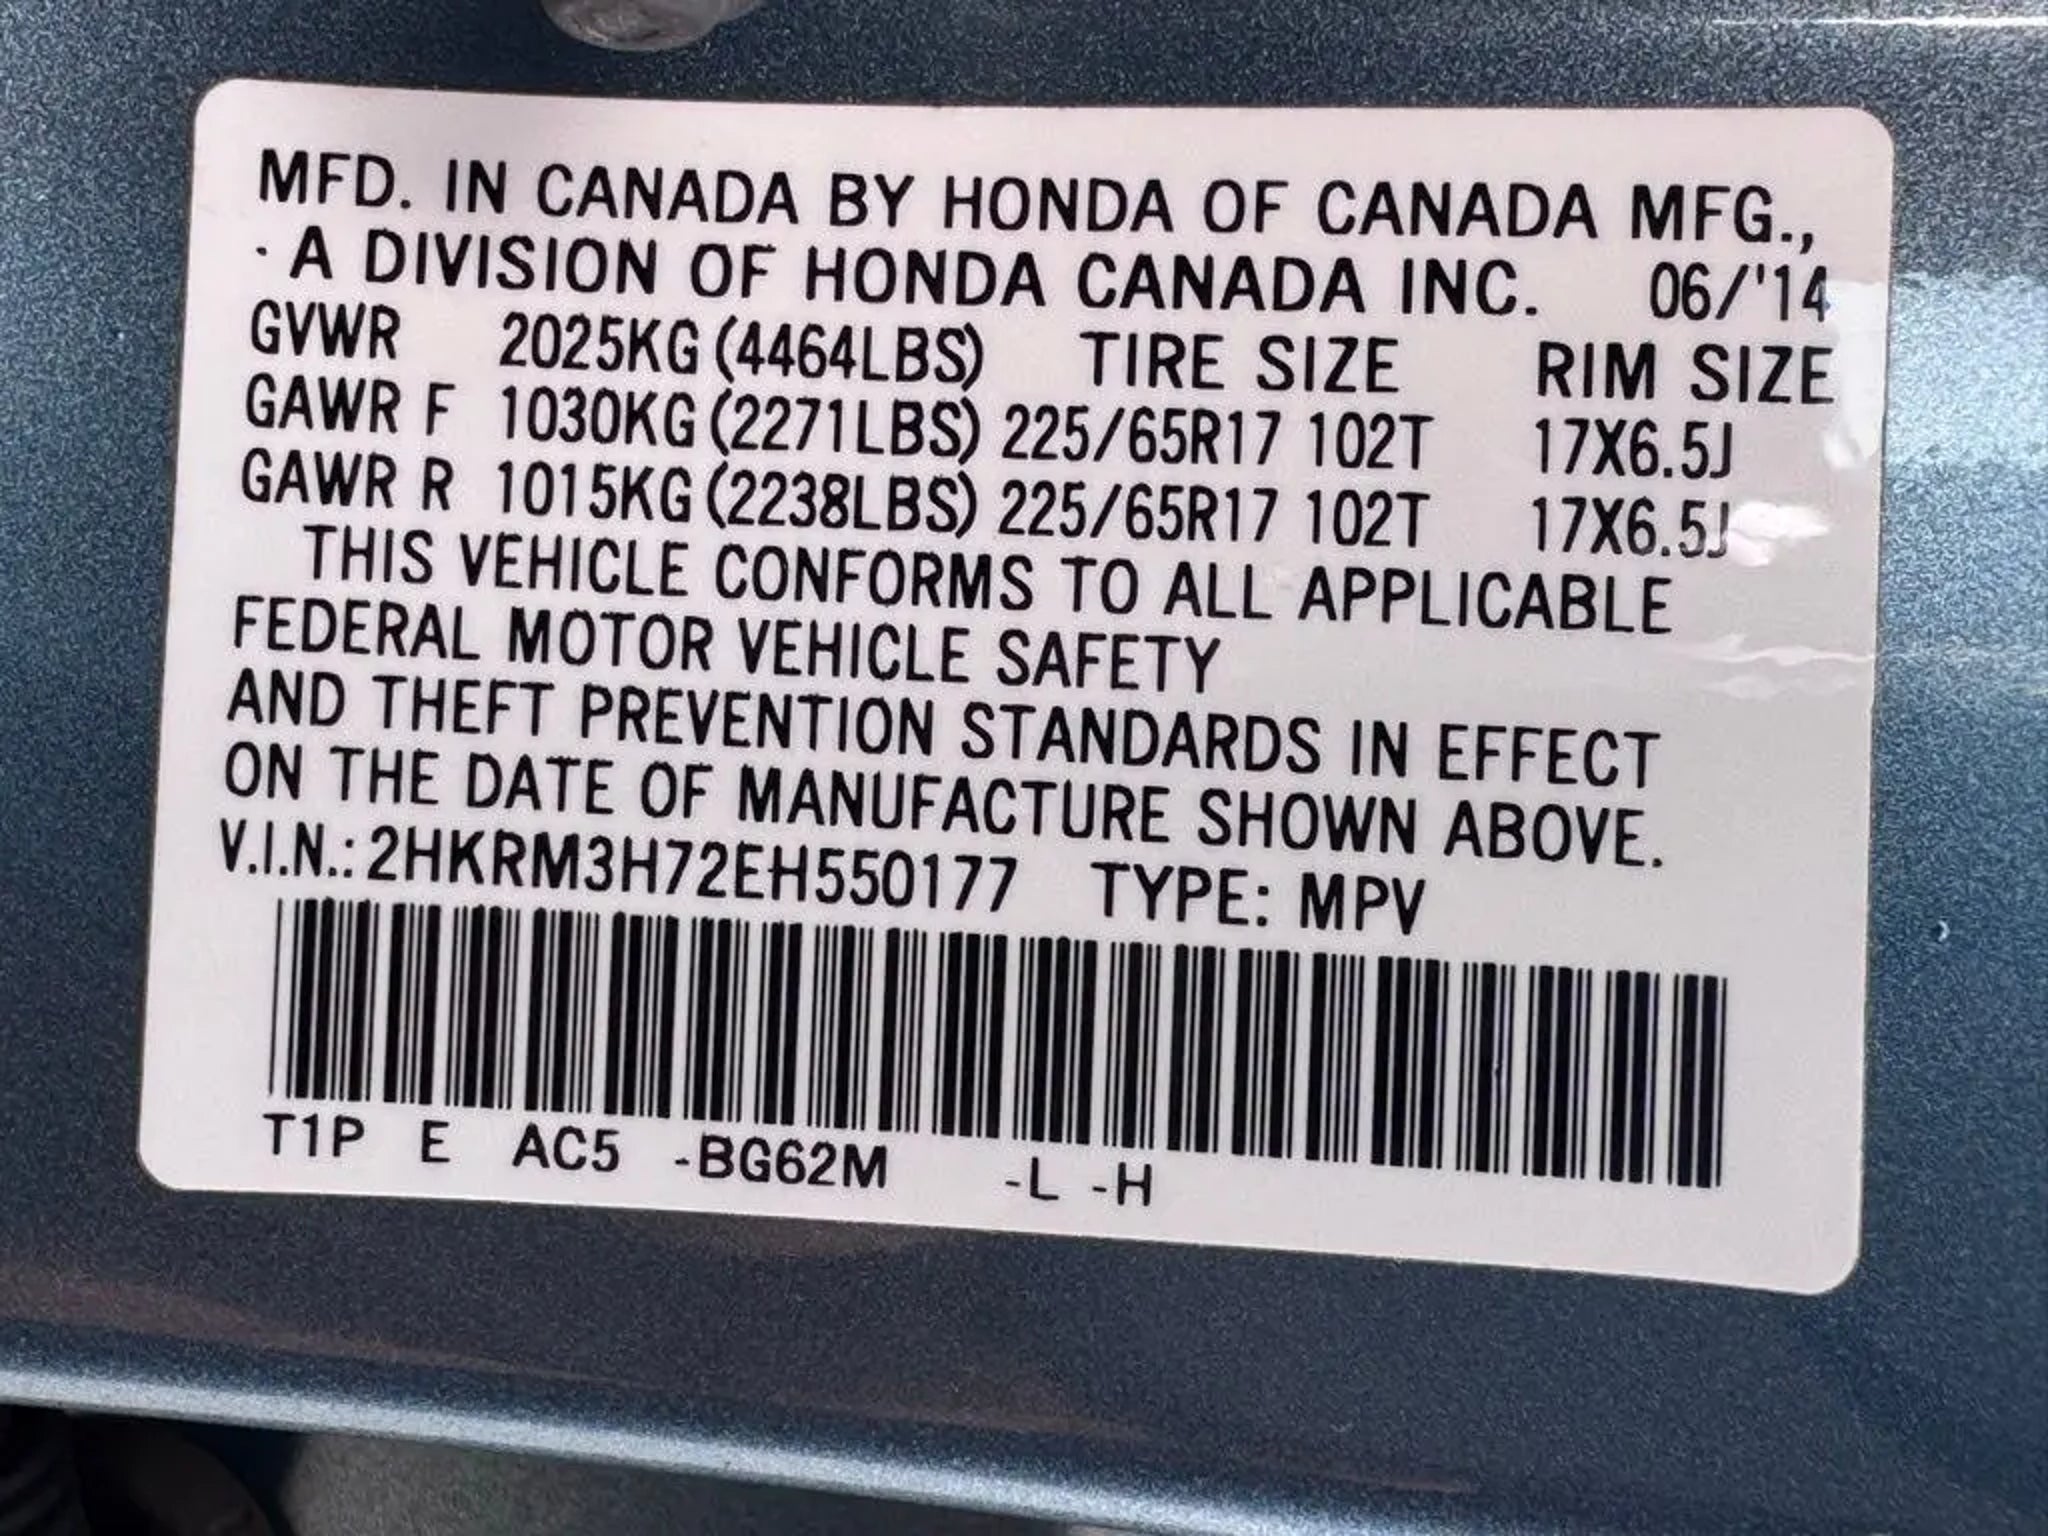 MFD. IN CANADA BY HONDA OF CANADA MFG.,
A DIVISION OF HONDA CANADA INC. 06/'14
GVWR 2025KG (4464LBS) TIRE SIZE RIM SIZE
GAWR F 1030KG (2271LBS) 225/65R17 102T 17X6.5J
GAWR R 1015KG (2238LBS) 225/65R17 102T 17X6.5J
THIS VEHICLE CONFORMS TO ALL APPLICABLE
FEDERAL MOTOR VEHICLE SAFETY
AND THEFT PREVENTION STANDARDS IN EFFECT
ON THE DATE OF MANUFACTURE SHOWN ABOVE.
V.I.N.: 2HKRM3H72EH550177 TYPE: MPV
T1P E AC5 -BG62M -L -H